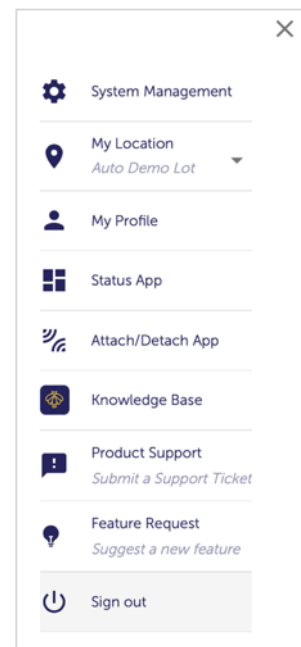 System Management
My Location
Auto Demo Lot
My Profile
Status App
Attach/Detach App
Knowledge Base
Product Support
Submit a Support Ticket
Feature Request
Suggest a new feature
Sign out